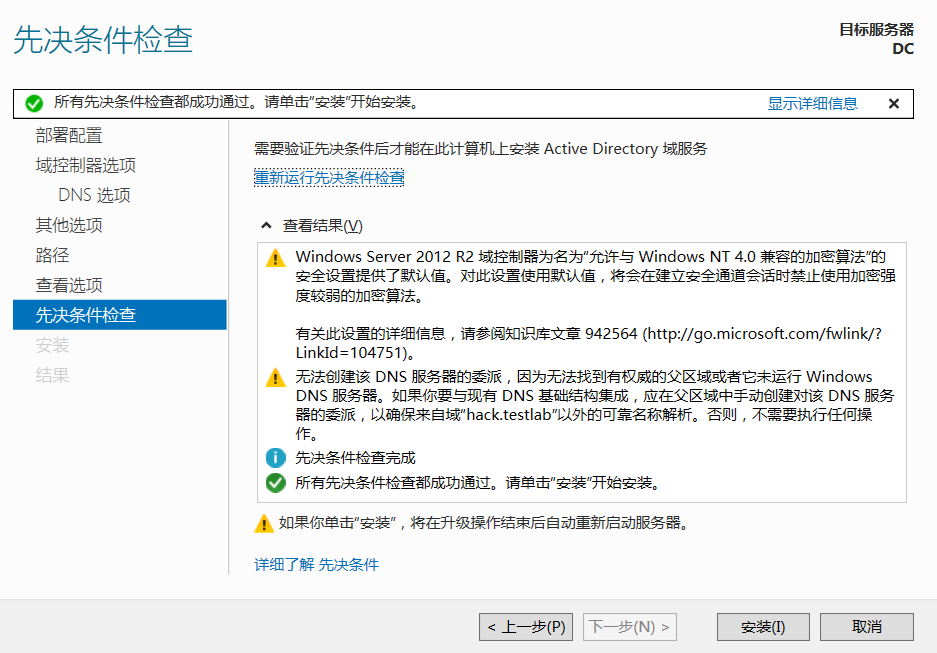 先决条件检查
目标服务器
DC
所有先决条件检查都成功通过。请单击"安装"开始安装。
显示详细信息
部署配置
域控制器选项
DNS 选项
其他选项
路径
查看选项
先决条件检查
安装
结果
需要验证先决条件后才能在此计算机上安装 Active Directory 域服务
重新运行先决条件检查
查看结果(V)
Windows Server 2012 R2 域控制器为名为"允许与 Windows NT 4.0 兼容的加密算法"的
安全设置提供了默认值。对此设置使用默认值，将会在建立安全通道会话时禁止使用加密强
度较弱的加密算法。
有关此设置的详细信息，请参阅知识库文章 942564 (http://go.microsoft.com/fwlink/?
LinkId=104751)。
无法创建该 DNS 服务器的委派，因为无法找到有权威的父区域或者它未运行 Windows
DNS 服务器。如果你要与现有 DNS 基础结构集成，应在父区域中手动创建对该 DNS 服务
器的委派，以确保来自域"hack.testlab"以外的可靠名称解析。否则，不需要执行任何操
作。
先决条件检查完成
所有先决条件检查都成功通过。请单击"安装"开始安装。
如果你单击"安装"，将在升级操作结束后自动重新启动服务器。
详细了解 先决条件
< 上一步(P)
下一步(N) >
安装(I)
取消